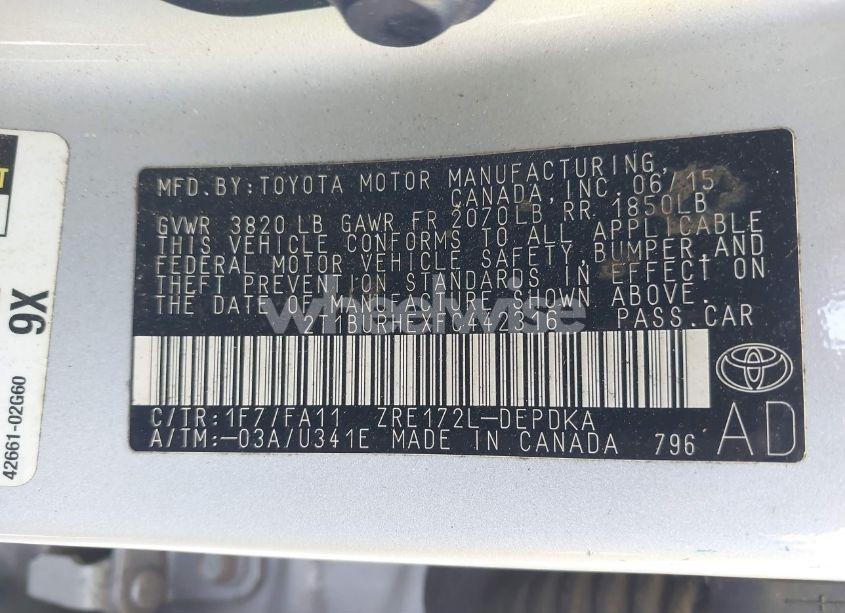 MFD.BY:TOYOTA MOTOR MANUFACTURING,
CANADA, INC. 06/15
GVWR 3820 LB GAWR FR 2070LB RR 1850LB
THIS VEHICLE CONFORMS TO ALL APPLICABLE
FEDERAL MOTOR VEHICLE SAFETY, BUMPER, AND
THEFT PREVENTION STANDARDS IN EFFECT ON
THE DATE OF MANUFACTURE SHOWN ABOVE.
PASS.CAR
wheelwise
C/TR:1F7/FA11 ZRE172L-DEPDKA
A/TM:-03A/U341E MADE IN CANADA 796
AD
9X
42661-02G60